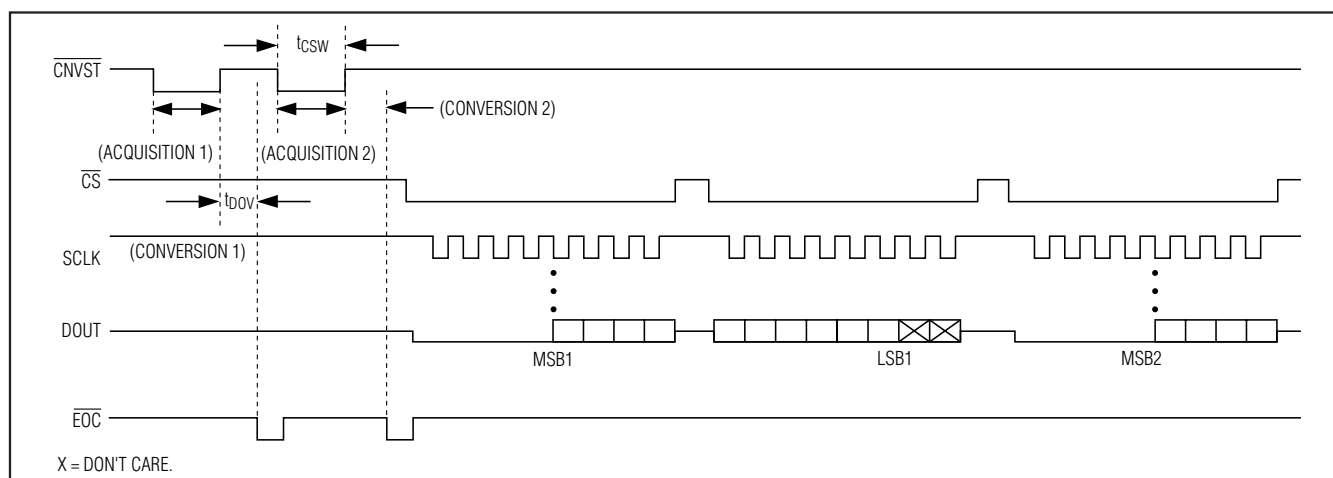 tCSW
CNVST
(CONVERSION 2)
(ACQUISITION 1)
(ACQUISITION 2)
CS
tDOV
(CONVERSION 1)
SCLK
DOUT
MSB1
LSB1
MSB2
EOC
X = DON'T CARE.